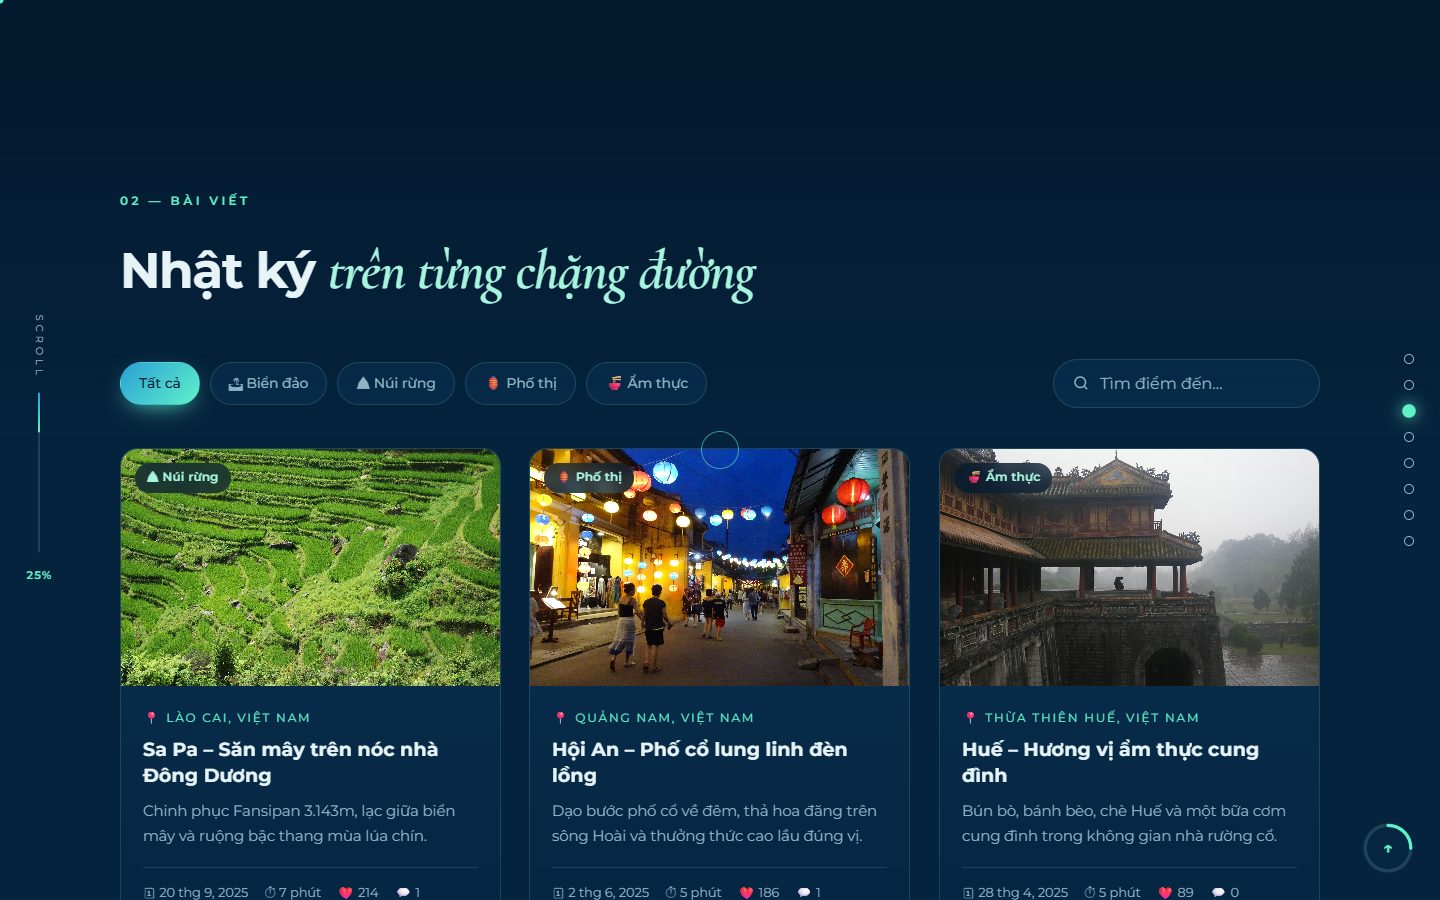 02 — BÀI VIẾT
Nhật ký trên từng chặng đường
SCROLL
25%
Tất cả
Biển đảo
Núi rừng
Phố thị
Ẩm thực
Tìm điểm đến...
Núi rừng
Phố thị
Ẩm thực
LÀO CAI, VIỆT NAM
Sa Pa – Săn mây trên nóc nhà
Đông Dương
Chinh phục Fansipan 3.143m, lạc giữa biển
mây và ruộng bậc thang mùa lúa chín.
20 thg 9, 2025 7 phút 214 1
QUẢNG NAM, VIỆT NAM
Hội An – Phố cổ lung linh đèn
lồng
Dạo bước phố cổ về đêm, thả hoa đăng trên
sông Hoài và thưởng thức cao lầu đúng vị.
2 thg 6, 2025 5 phút 186 1
THỪA THIÊN HUẾ, VIỆT NAM
Huế – Hương vị ẩm thực cung
đình
Bún bò, bánh bèo, chè Huế và một bữa cơm
cung đình trong không gian nhà rường cổ.
28 thg 4, 2025 5 phút 89 0